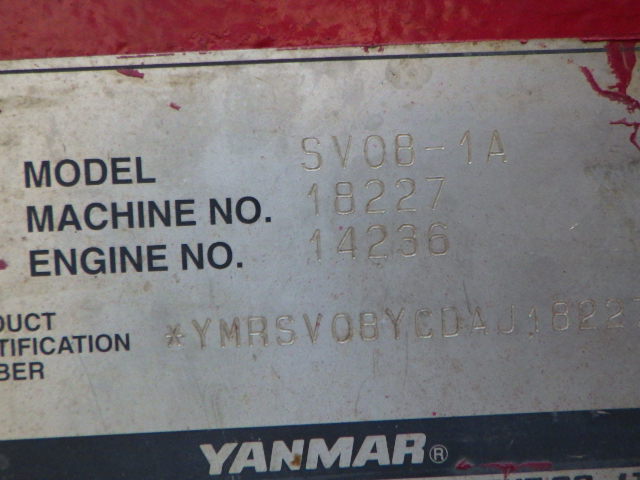 MODEL SV08-1A
MACHINE NO. 18227
ENGINE NO. 14236
DUCT
TIFICATION *YMRSV08YCDAJ1822
BER
YANMAR®